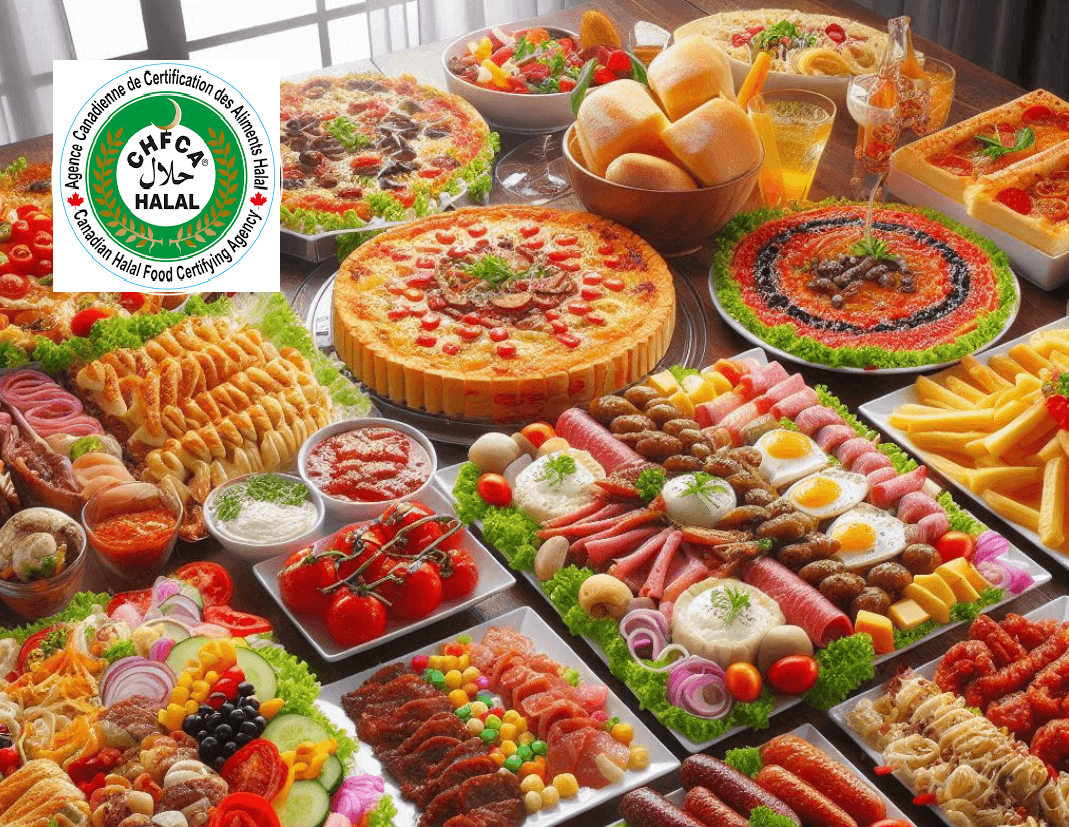 Agence Canadienne de Certification des Aliments Halal
CHFCA®
حلال
HALAL
Canadian Halal Food Certifying Agency